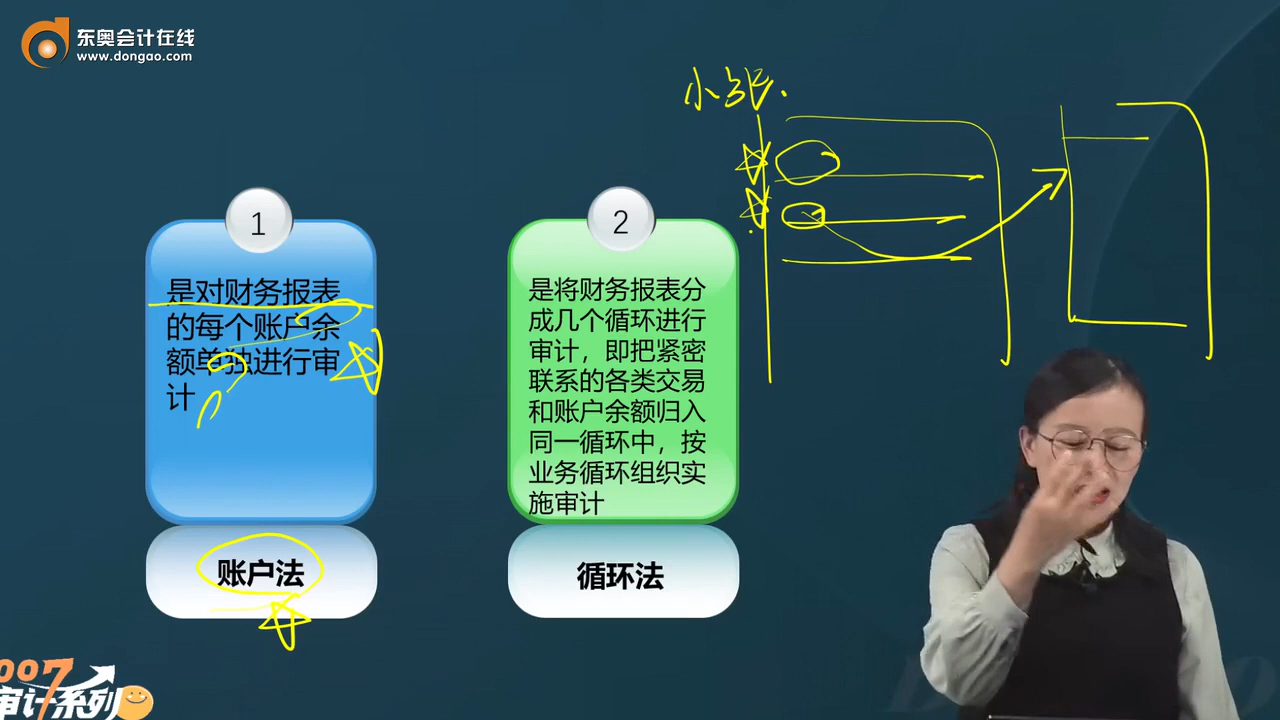 东奥会计在线
www.dongao.com
小张.
1
是对财务报表
的每个账户余
额单独进行审
计
账户法
2
是将财务报表分
成几个循环进行
审计，即把紧密
联系的各类交易
和账户余额归入
同一循环中，按
业务循环组织实
施审计
循环法
007
审计系列